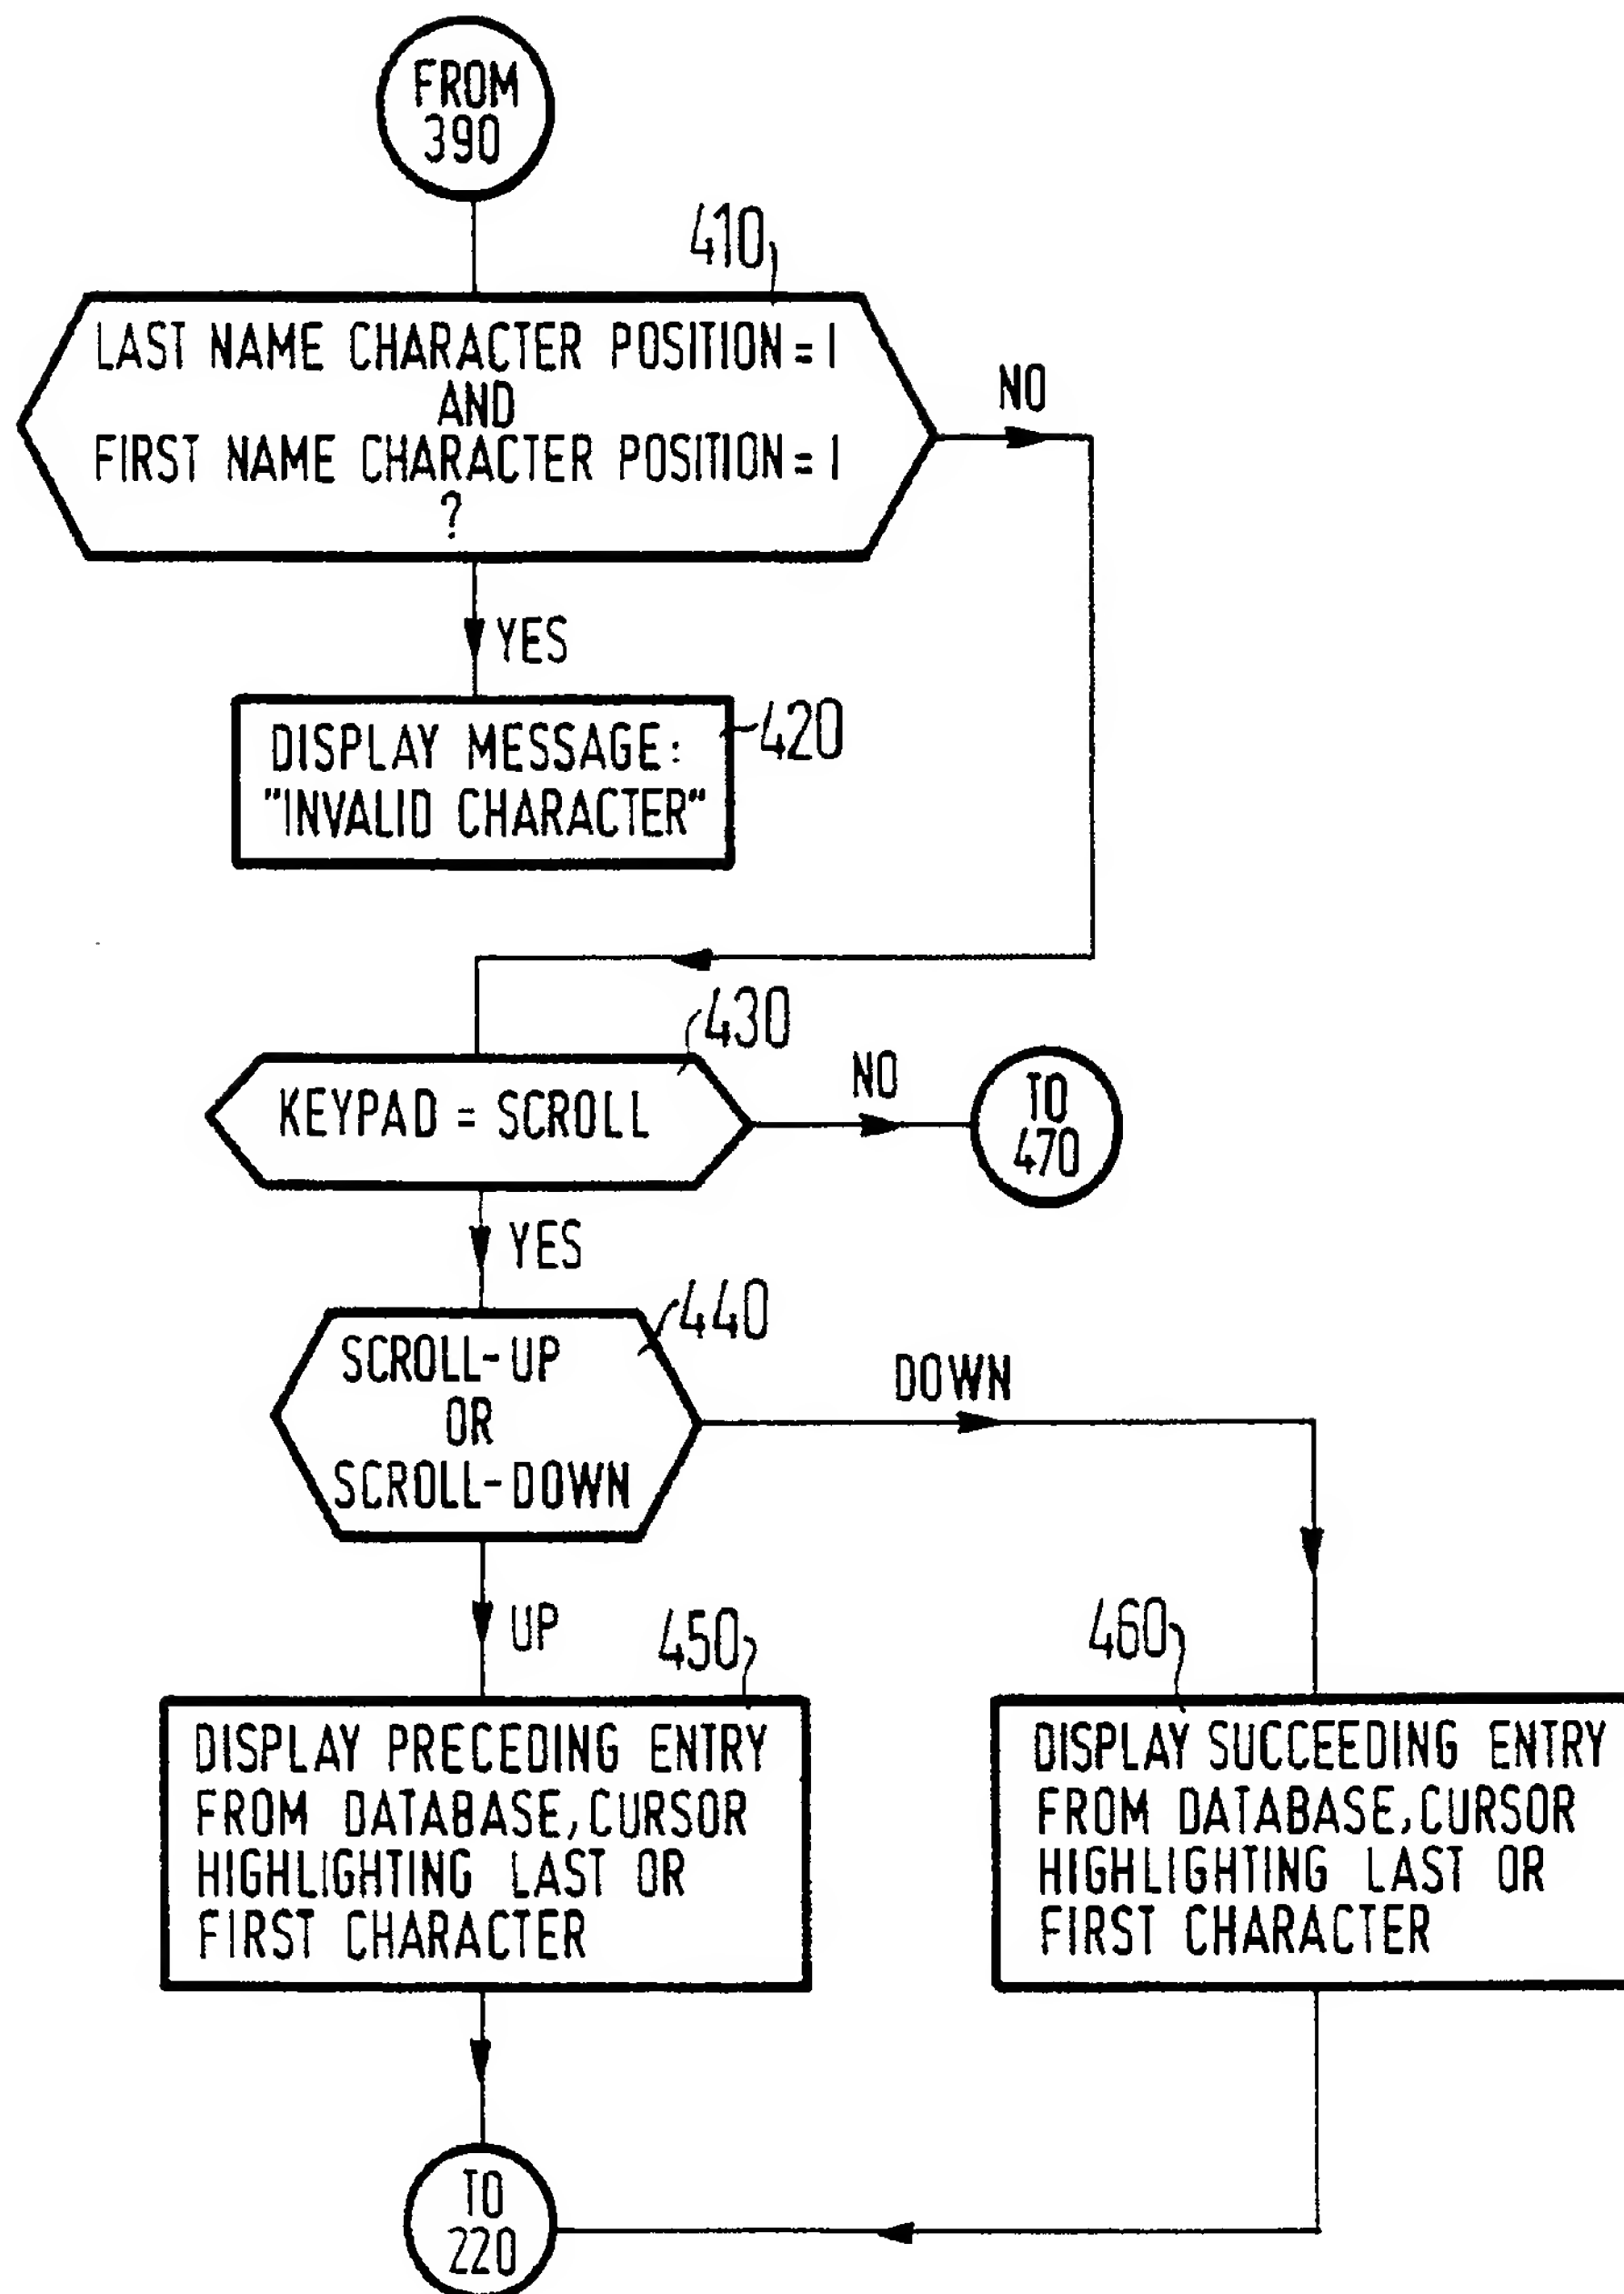 FROM
390
410
LAST NAME CHARACTER POSITION = 1
AND
FIRST NAME CHARACTER POSITION = 1
?
NO
YES
420
DISPLAY MESSAGE:
"INVALID CHARACTER"
430
KEYPAD = SCROLL
NO
TO
470
YES
440
SCROLL-UP
OR
SCROLL-DOWN
DOWN
UP
450
DISPLAY PRECEDING ENTRY
FROM DATABASE, CURSOR
HIGHLIGHTING LAST OR
FIRST CHARACTER
460
DISPLAY SUCCEEDING ENTRY
FROM DATABASE, CURSOR
HIGHLIGHTING LAST OR
FIRST CHARACTER
TO
220